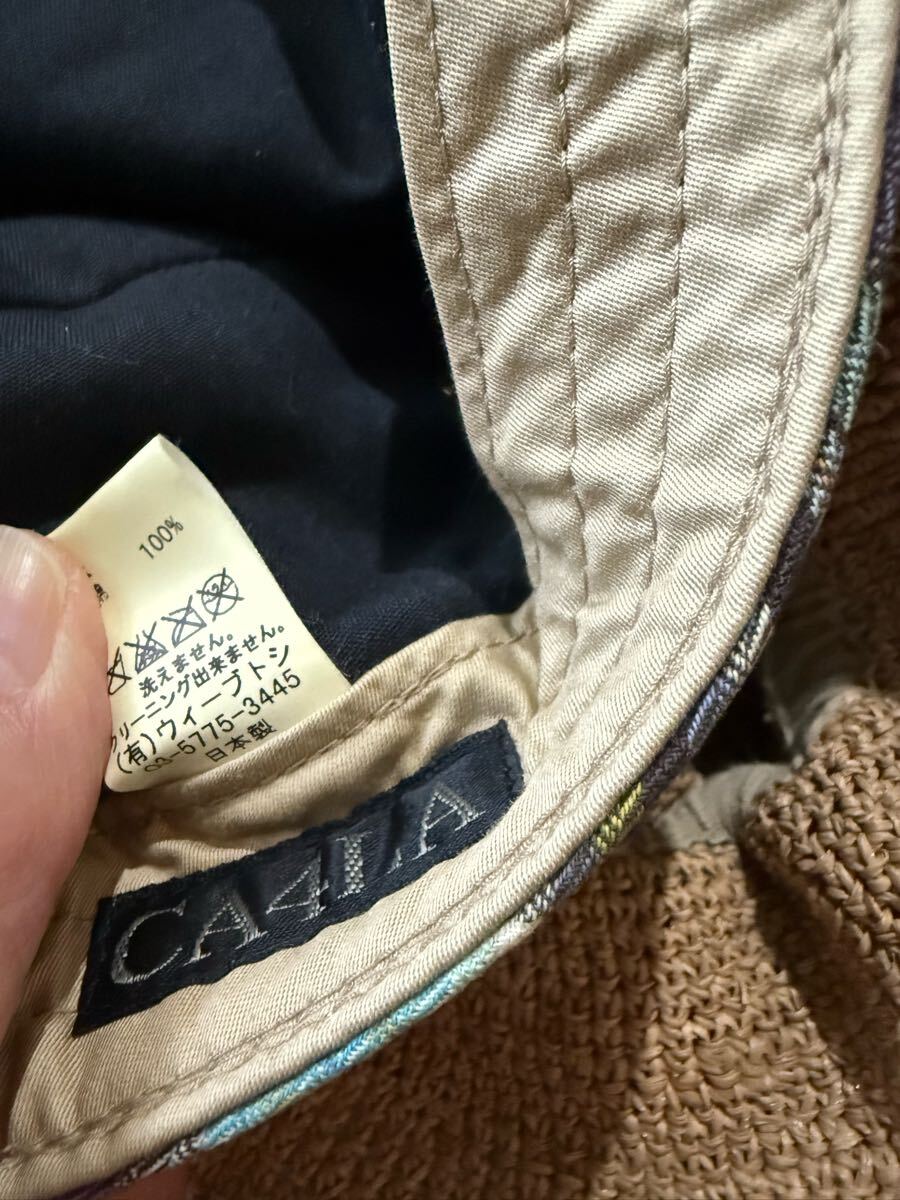 100%
洗えません。
クリーニング出来ません。
(有)ウィーブトシ
03-5775-3445
日本製
CA4LA